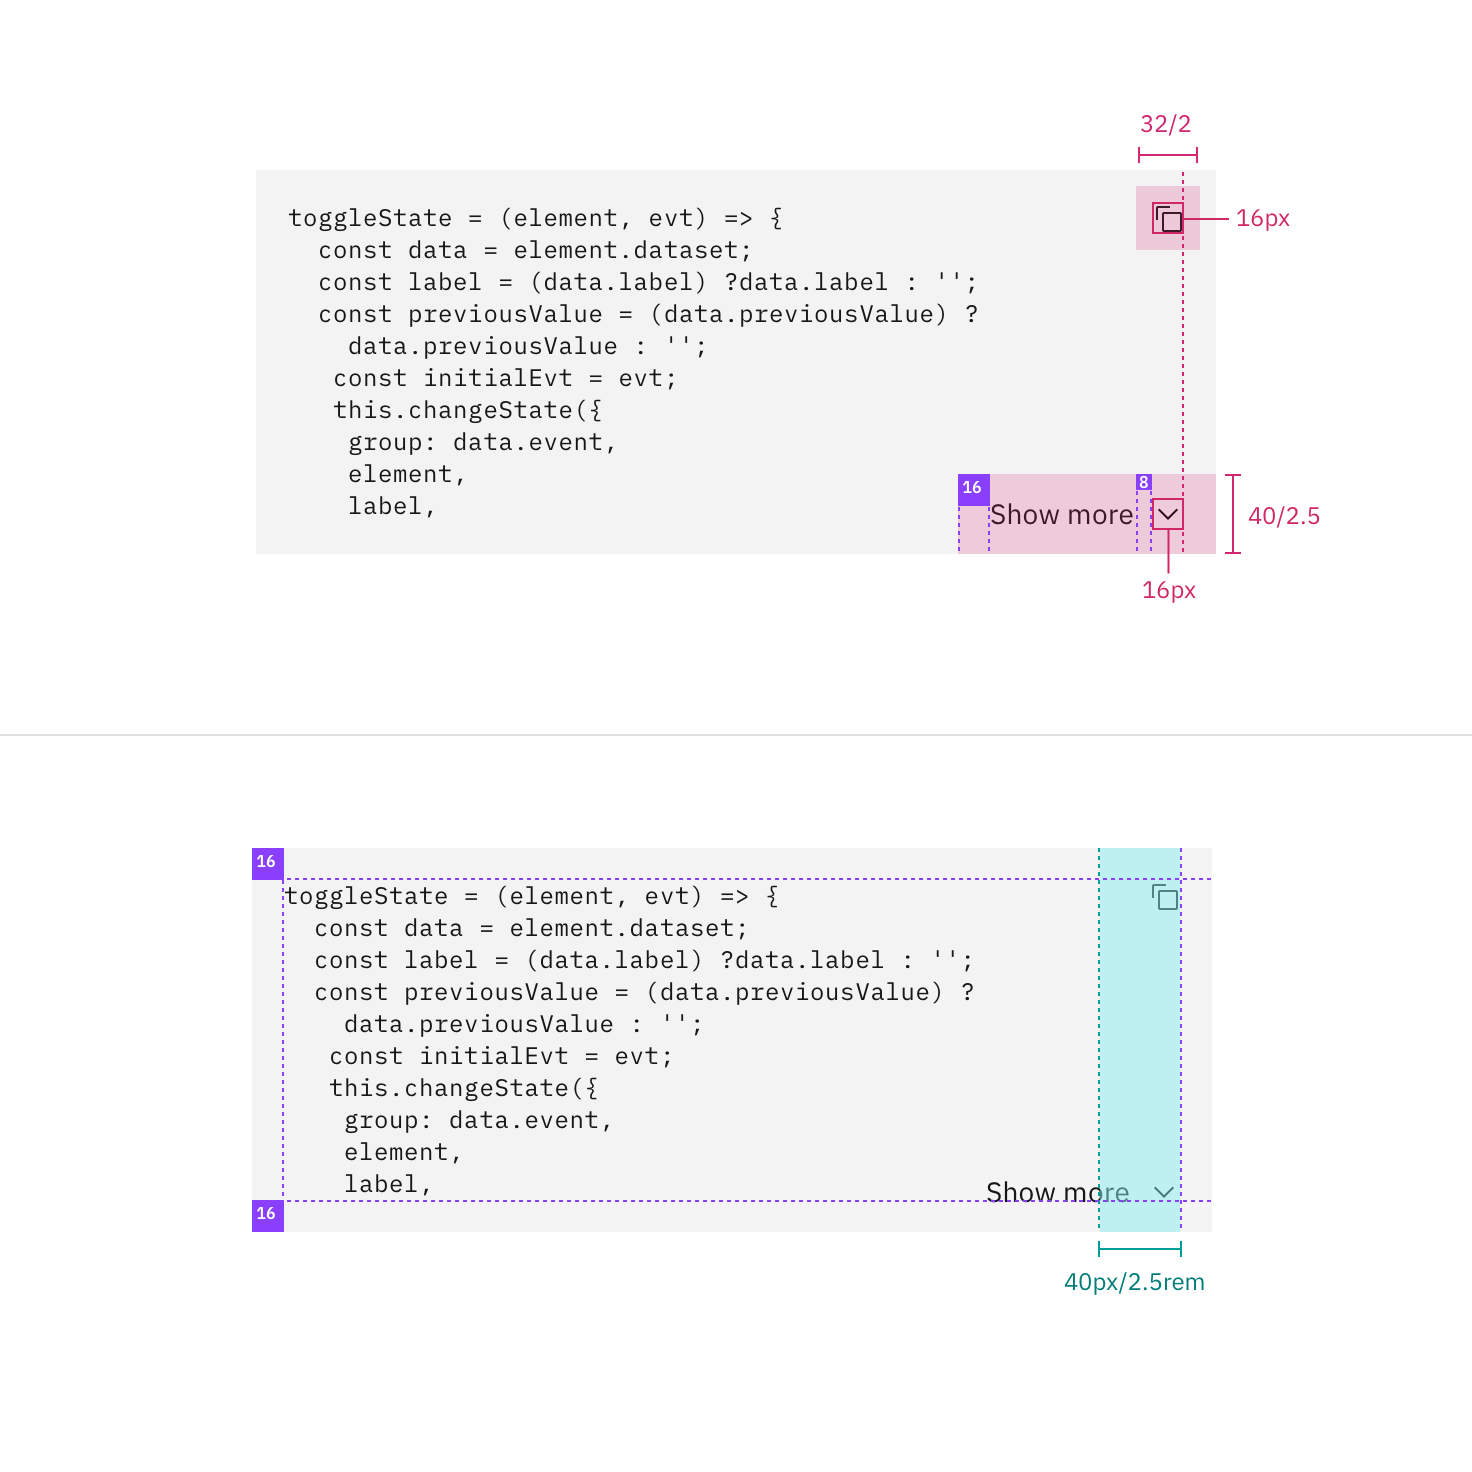 32/2
toggleState = (element, evt) => {
const data = element.dataset;
const label = (data.label) ?data.label : '';
const previousValue = (data.previousValue) ?
data.previousValue : '';
const initialEvt = evt;
this.changeState({
group: data.event,
element,
label,
16px
16
8
Show more
40/2.5
16px
16
toggleState = (element, evt) => {
const data = element.dataset;
const label = (data.label) ?data.label : '';
const previousValue = (data.previousValue) ?
data.previousValue : '';
const initialEvt = evt;
this.changeState({
group: data.event,
element,
label,
Show more
16
40px/2.5rem